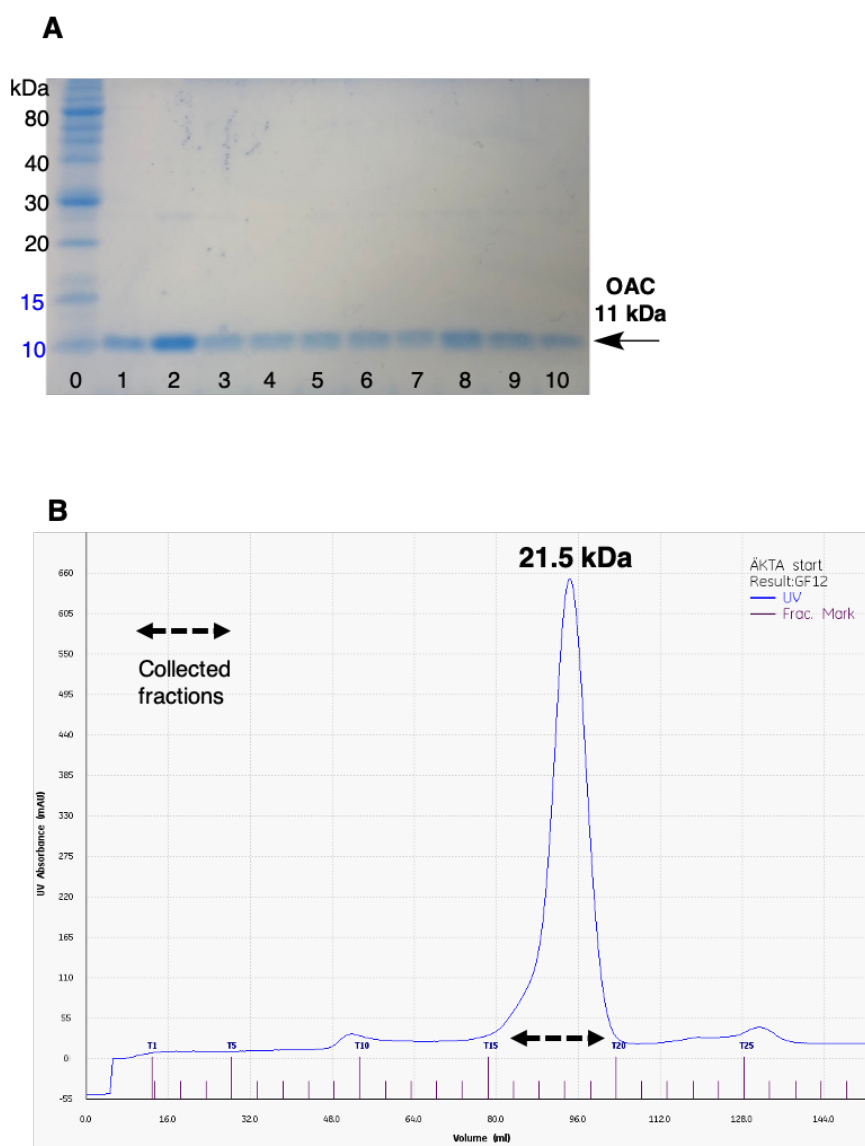 A
kDa
80
40
30
20
15
10
0 1 2 3 4 5 6 7 8 9 10
OAC
11 kDa
B
21.5 kDa
ÄKTA start
Result:GF12
UV
Frac. Mark
Collected
fractions
UV Absorbance (mAU)
660
605
550
495
440
385
330
275
220
165
110
55
0
-55
T1 T5 T10 T15 T20 T25
0.0 16.0 32.0 48.0 64.0 80.0 96.0 112.0 128.0 144.0
Volume (ml)